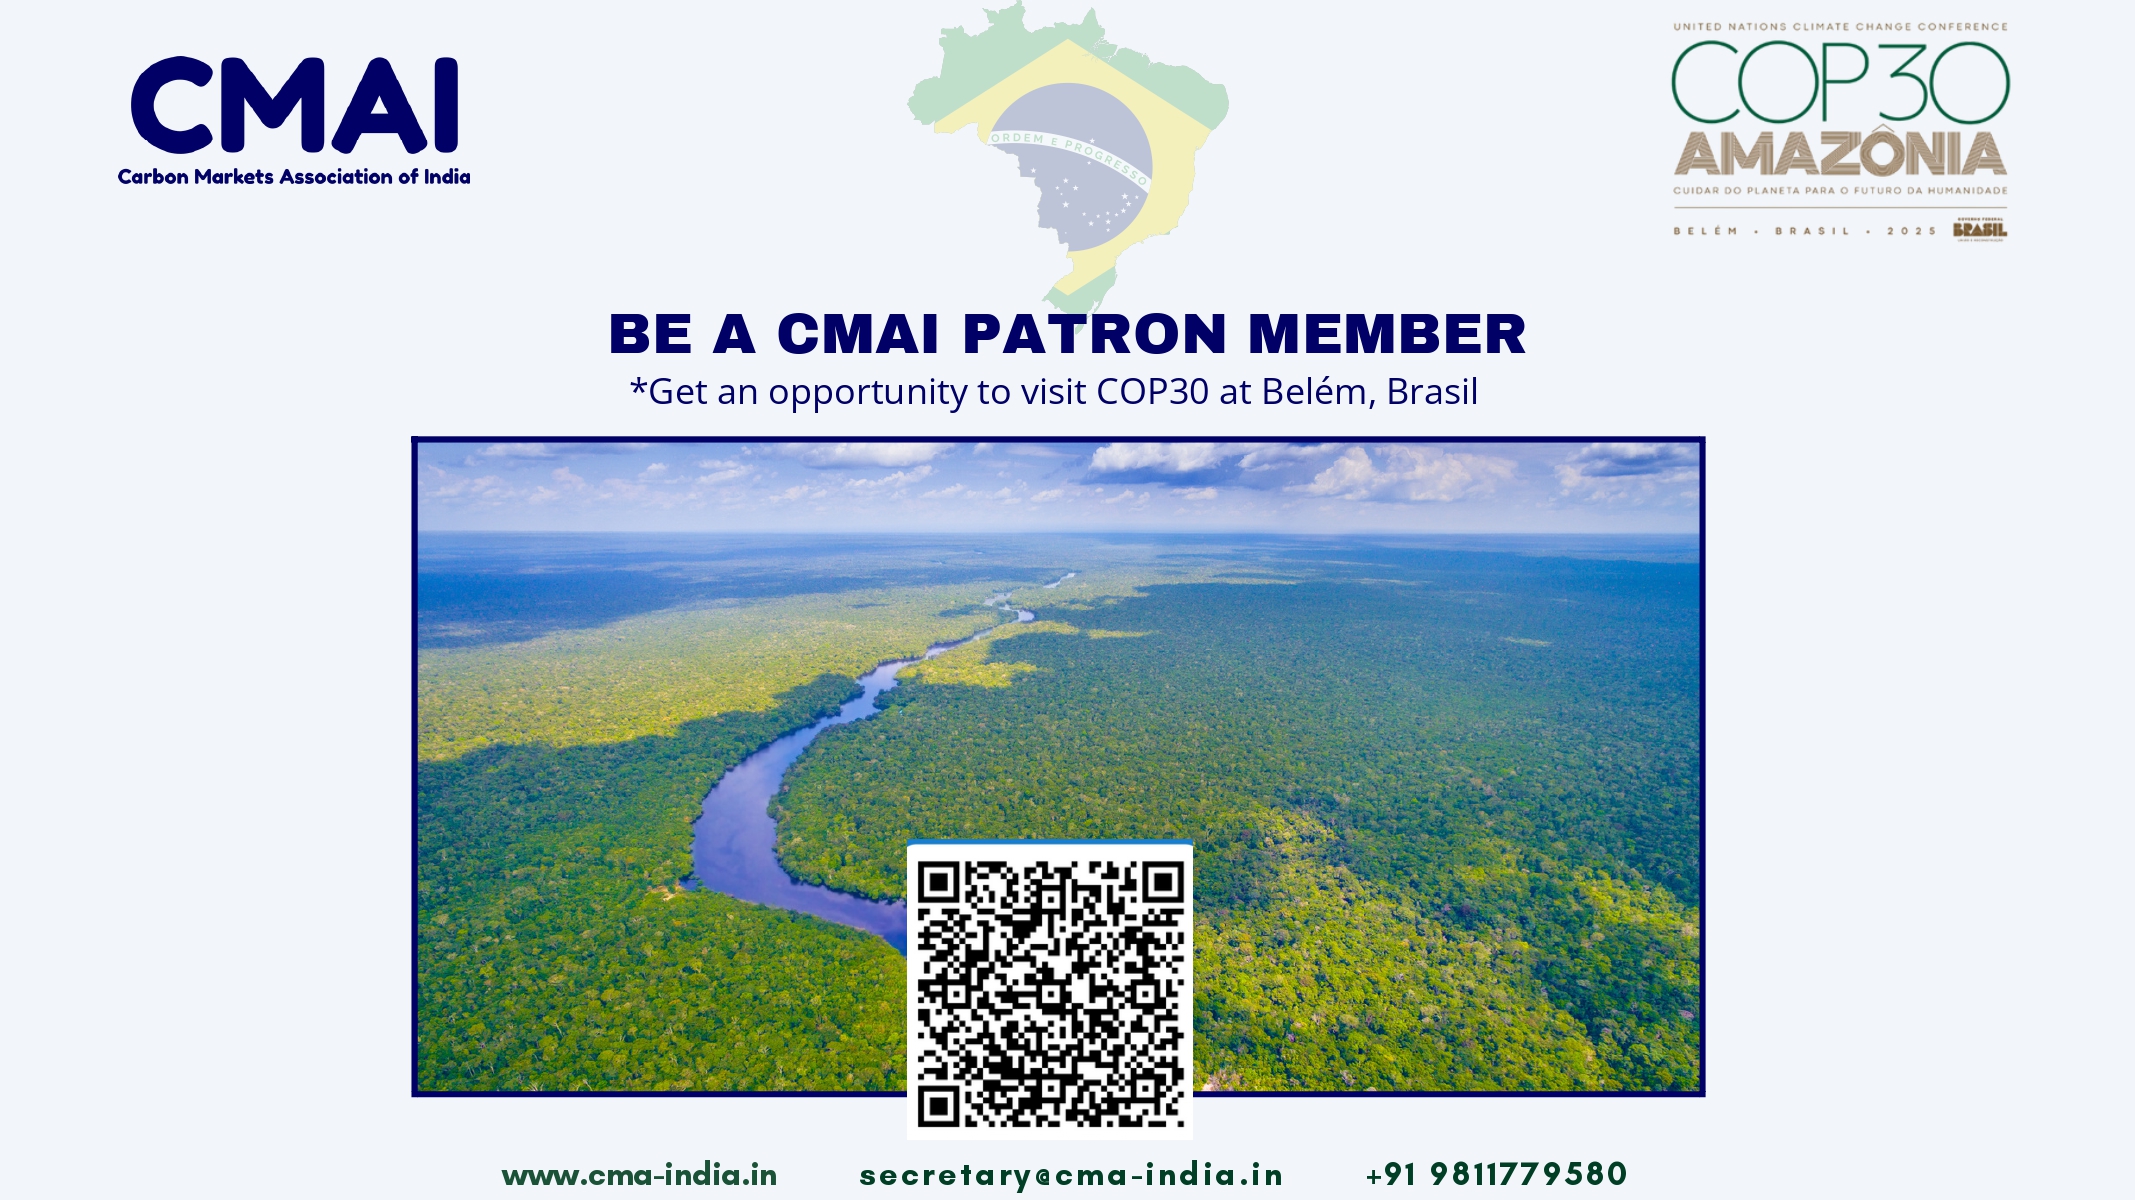 CMAI
Carbon Markets Association of India
ORDEM E PROGRESSO
UNITED NATIONS CLIMATE CHANGE CONFERENCE
COP30
AMAZÔNIA
CUIDAR DO PLANETA PARA O FUTURO DA HUMANIDADE
BELÉM • BRASIL • 2025
GOVERNO FEDERAL
BRASIL
BE A CMAI PATRON MEMBER
*Get an opportunity to visit COP30 at Belém, Brasil
www.cma-india.in secretary@cma-india.in +91 9811779580